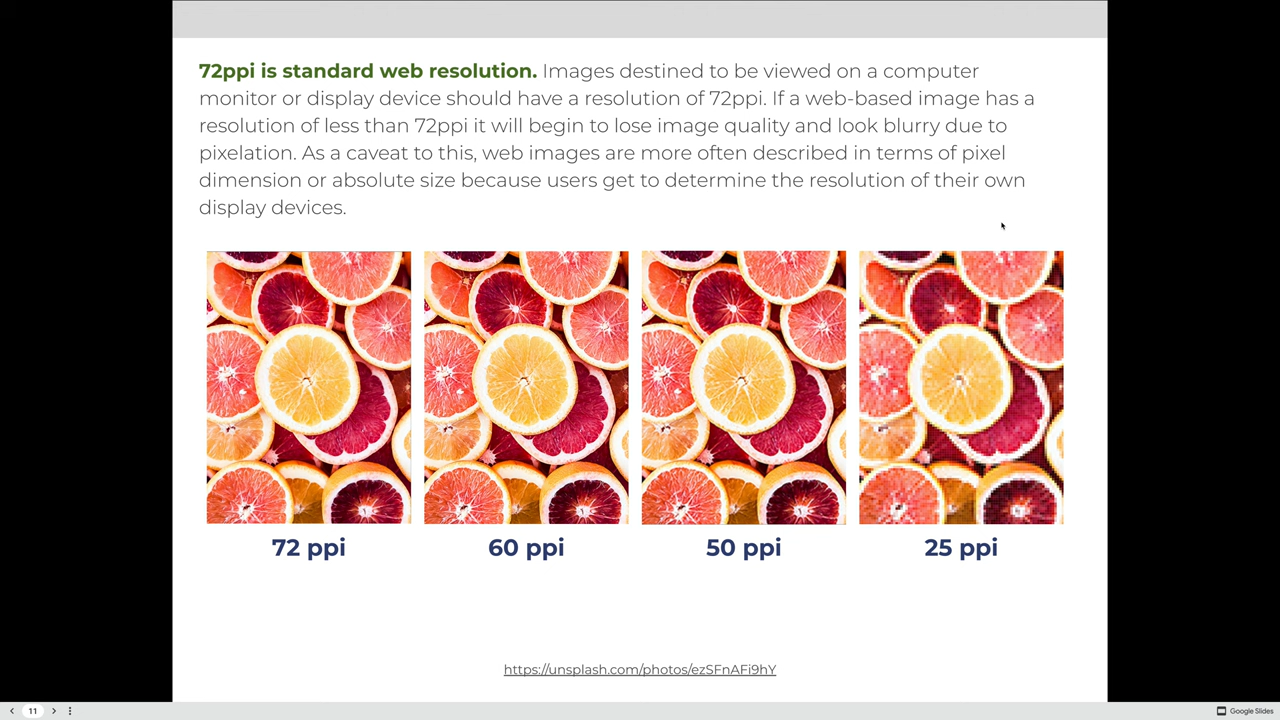 72ppi is standard web resolution. Images destined to be viewed on a computer
monitor or display device should have a resolution of 72ppi. If a web-based image has a
resolution of less than 72ppi it will begin to lose image quality and look blurry due to
pixelation. As a caveat to this, web images are more often described in terms of pixel
dimension or absolute size because users get to determine the resolution of their own
display devices.
72 ppi
60 ppi
50 ppi
25 ppi
https://unsplash.com/photos/ezSFnAFi9hY
11
Google Slides